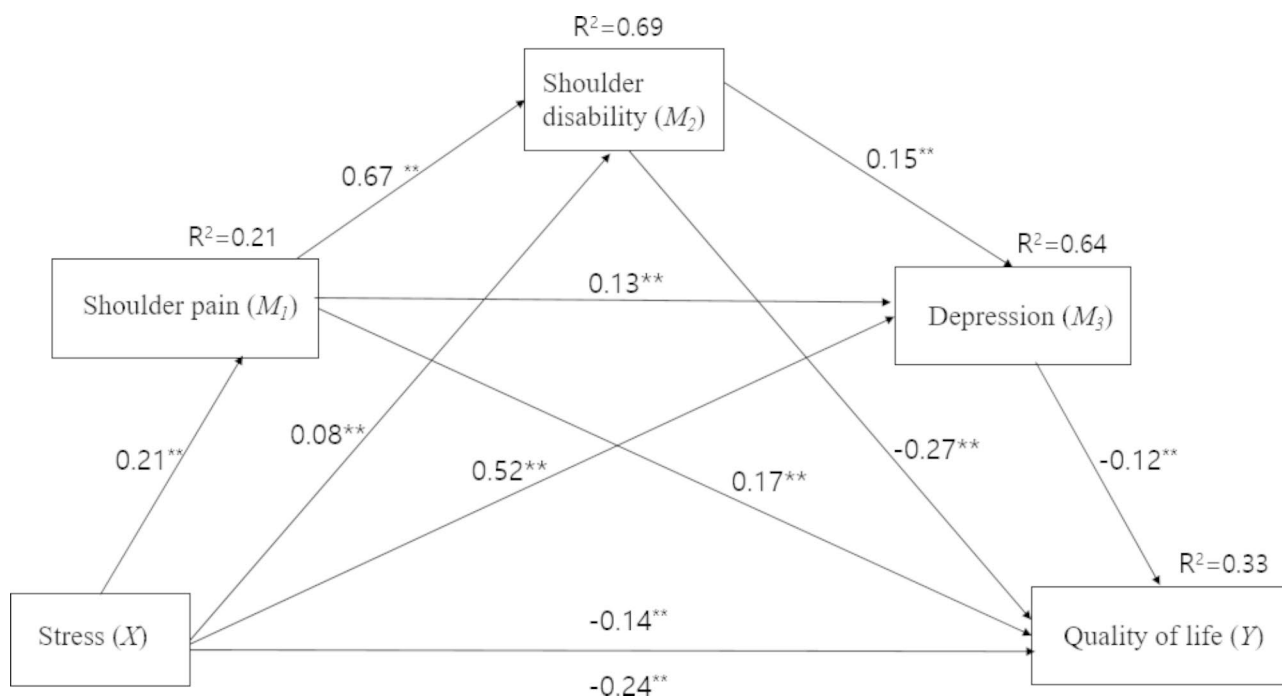 R²=0.69
Shoulder
disability (M₂)
0.67 **
0.15**
R²=0.21
R²=0.64
Shoulder pain (M₁)
0.13**
Depression (M₃)
0.21**
0.08**
0.52**
0.17**
-0.27**
-0.12**
R²=0.33
Stress (X)
-0.14**
Quality of life (Y)
-0.24**